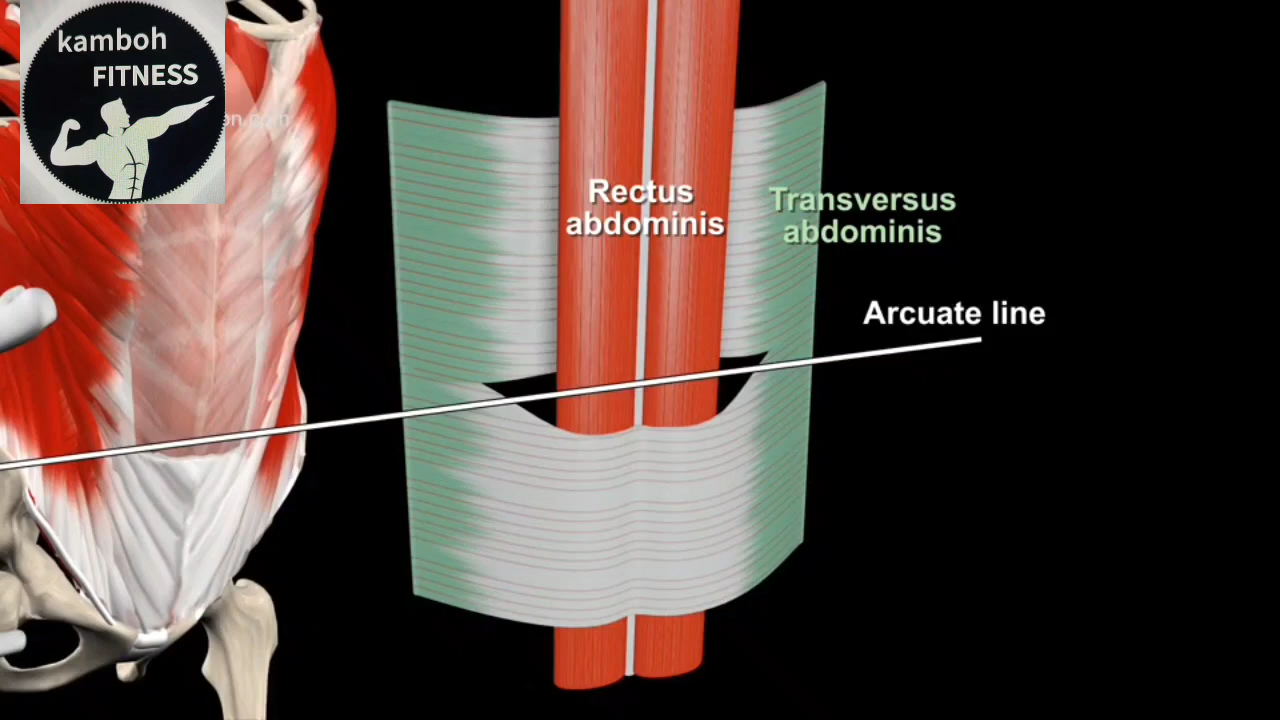 kamboh
FITNESS
Rectus
abdominis
Transversus
abdominis
Arcuate line